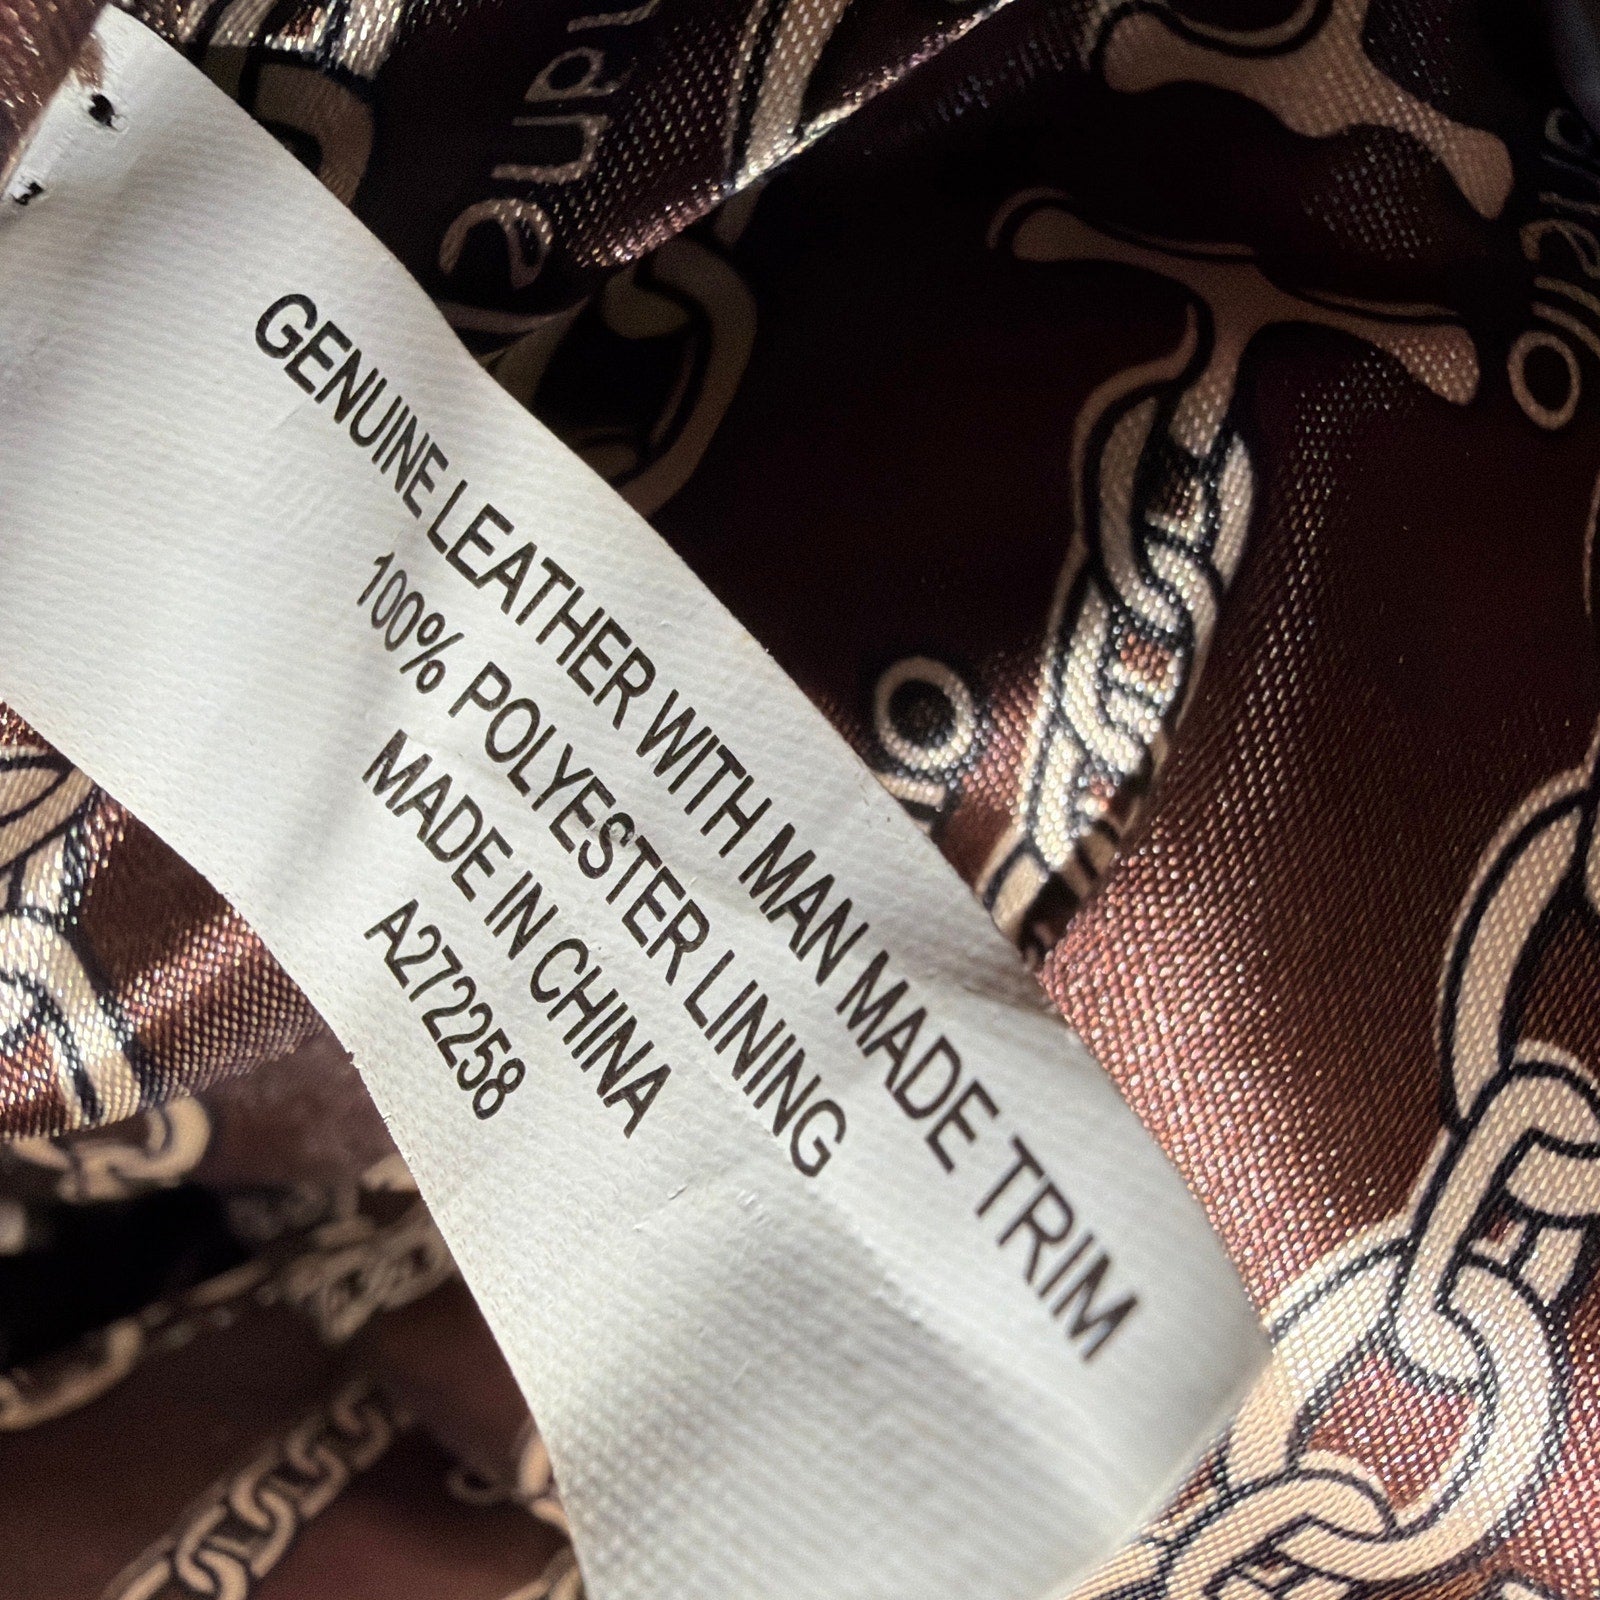 GENUINE LEATHER WITH MAN MADE TRIM
100% POLYESTER LINING
MADE IN CHINA
A272258